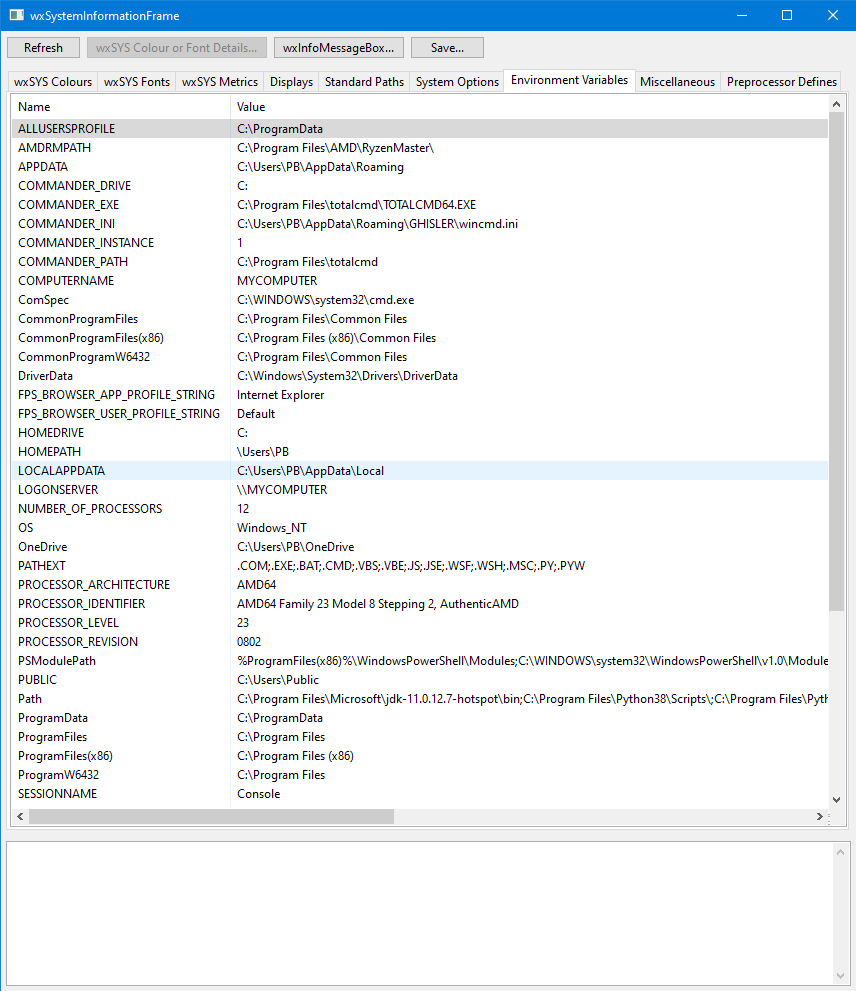 wxSystemInformationFrame
Refresh wxSYS Colour or Font Details... wxInfoMessageBox... Save...
wxSYS Colours wxSYS Fonts wxSYS Metrics Displays Standard Paths System Options Environment Variables Miscellaneous Preprocessor Defines
Name Value
ALLUSERSPROFILE C:\ProgramData
AMDRMPATH C:\Program Files\AMD\RyzenMaster\
APPDATA C:\Users\PB\AppData\Roaming
COMMANDER_DRIVE C:
COMMANDER_EXE C:\Program Files\totalcmd\TOTALCMD64.EXE
COMMANDER_INI C:\Users\PB\AppData\Roaming\GHISLER\wincmd.ini
COMMANDER_INSTANCE 1
COMMANDER_PATH C:\Program Files\totalcmd
COMPUTERNAME MYCOMPUTER
ComSpec C:\WINDOWS\system32\cmd.exe
CommonProgramFiles C:\Program Files\Common Files
CommonProgramFiles(x86) C:\Program Files (x86)\Common Files
CommonProgramW6432 C:\Program Files\Common Files
DriverData C:\Windows\System32\Drivers\DriverData
FPS_BROWSER_APP_PROFILE_STRING Internet Explorer
FPS_BROWSER_USER_PROFILE_STRING Default
HOMEDRIVE C:
HOMEPATH \Users\PB
LOCALAPPDATA C:\Users\PB\AppData\Local
LOGONSERVER \\MYCOMPUTER
NUMBER_OF_PROCESSORS 12
OS Windows_NT
OneDrive C:\Users\PB\OneDrive
PATHEXT .COM;.EXE;.BAT;.CMD;.VBS;.VBE;.JS;.JSE;.WSF;.WSH;.MSC;.PY;.PYW
PROCESSOR_ARCHITECTURE AMD64
PROCESSOR_IDENTIFIER AMD64 Family 23 Model 8 Stepping 2, AuthenticAMD
PROCESSOR_LEVEL 23
PROCESSOR_REVISION 0802
PSModulePath %ProgramFiles(x86)%\WindowsPowerShell\Modules;C:\WINDOWS\system32\WindowsPowerShell\v1.0\Module
PUBLIC C:\Users\Public
Path C:\Program Files\Microsoft\jdk-11.0.12.7-hotspot\bin;C:\Program Files\Python38\Scripts\;C:\Program Files\Pyth
ProgramData C:\ProgramData
ProgramFiles C:\Program Files
ProgramFiles(x86) C:\Program Files (x86)
ProgramW6432 C:\Program Files
SESSIONNAME Console